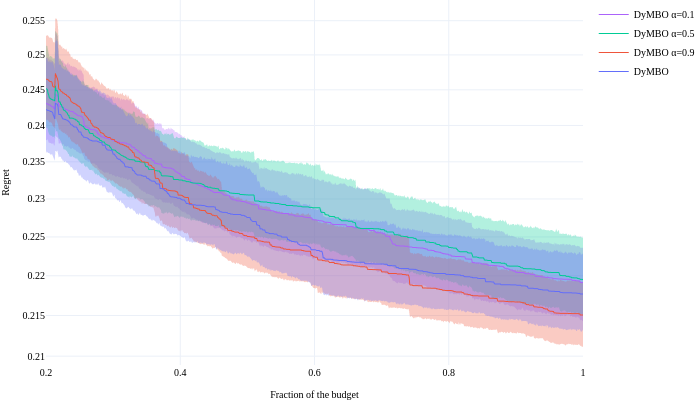 0.255
0.25
0.245
0.24
0.235
0.23
0.225
0.22
0.215
0.21
Regret
0.2 0.4 0.6 0.8 1
Fraction of the budget
DyMBO α=0.1
DyMBO α=0.5
DyMBO α=0.9
DyMBO